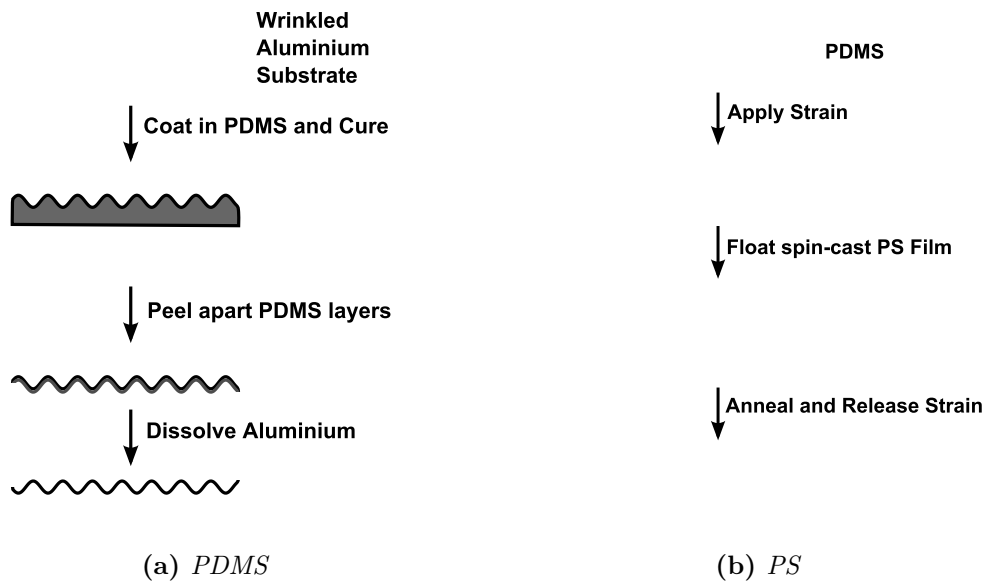 Wrinkled
Aluminium
Substrate
Coat in PDMS and Cure
Peel apart PDMS layers
Dissolve Aluminium
(a) PDMS
PDMS
Apply Strain
Float spin-cast PS Film
Anneal and Release Strain
(b) PS